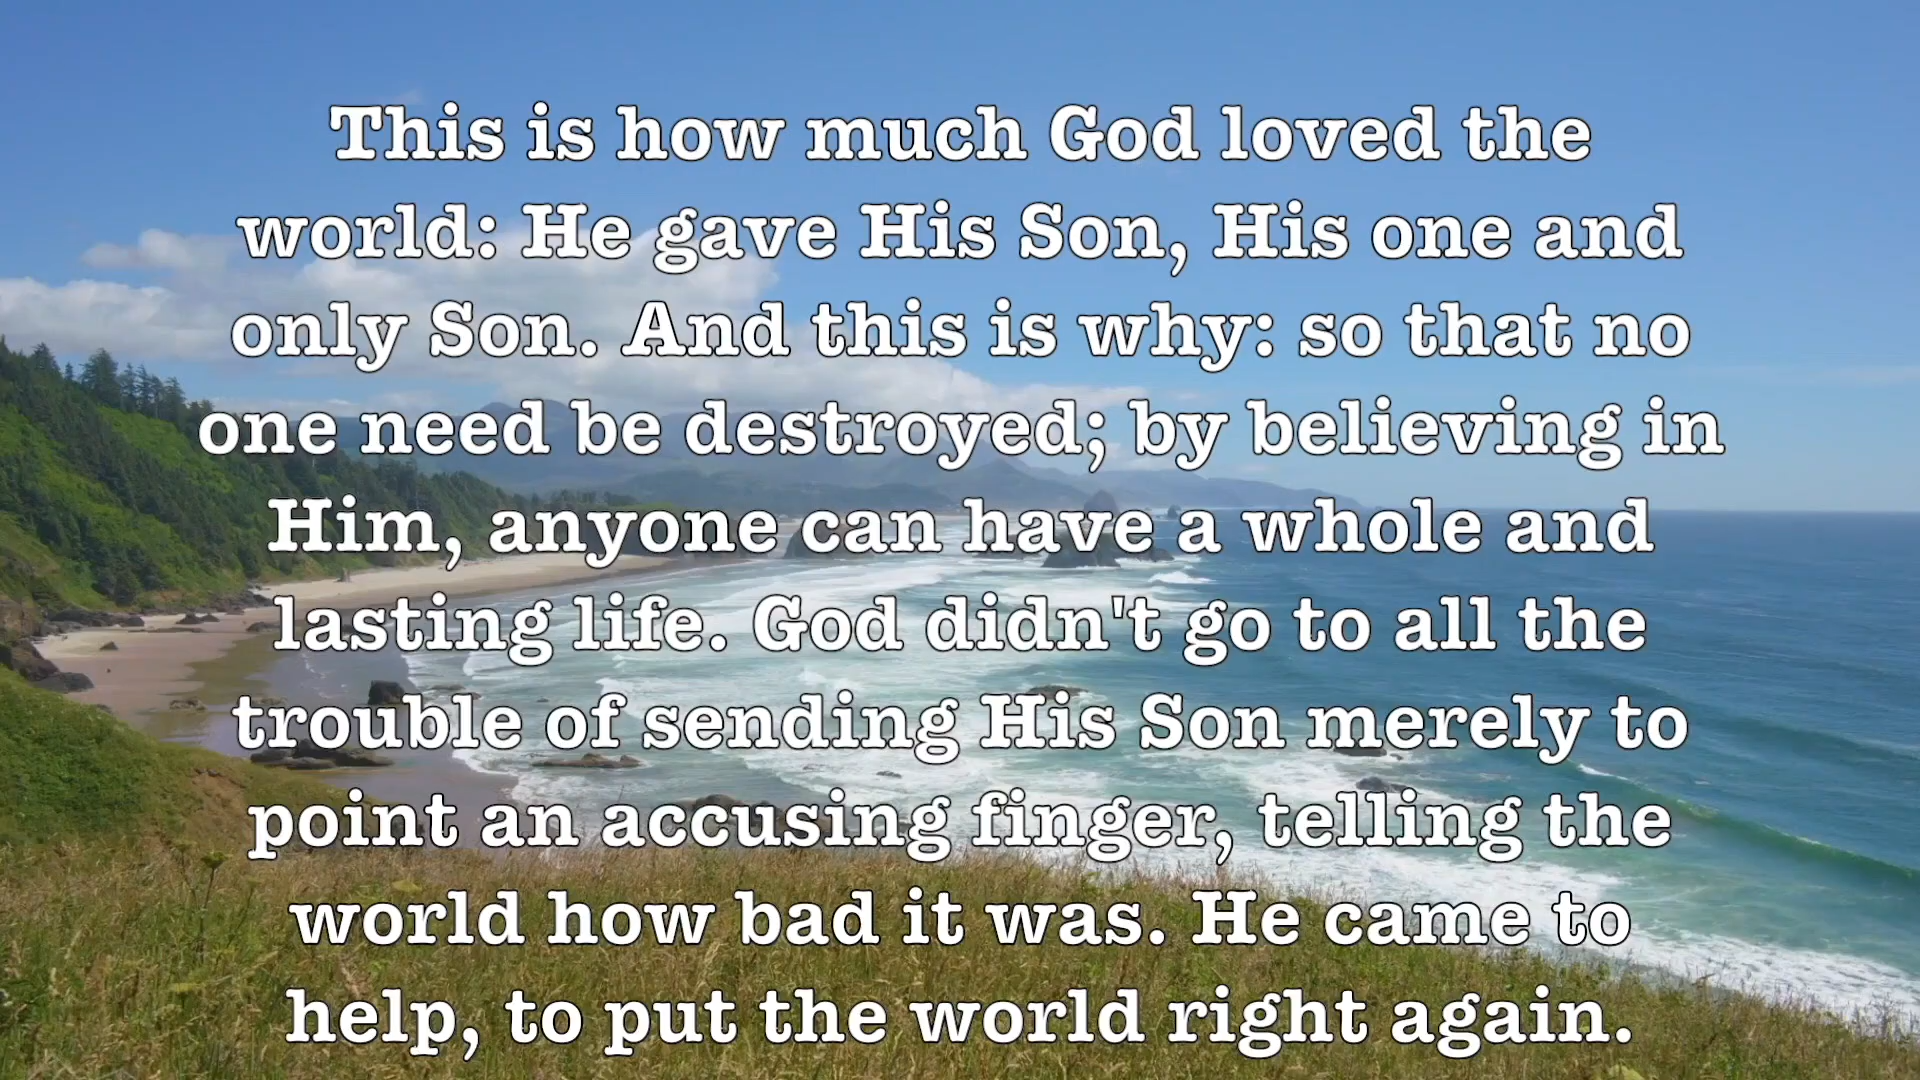 This is how much God loved the
world: He gave His Son, His one and
only Son. And this is why: so that no
one need be destroyed; by believing in
Him, anyone can have a whole and
lasting life. God didn't go to all the
trouble of sending His Son merely to
point an accusing finger, telling the
world how bad it was. He came to
help, to put the world right again.